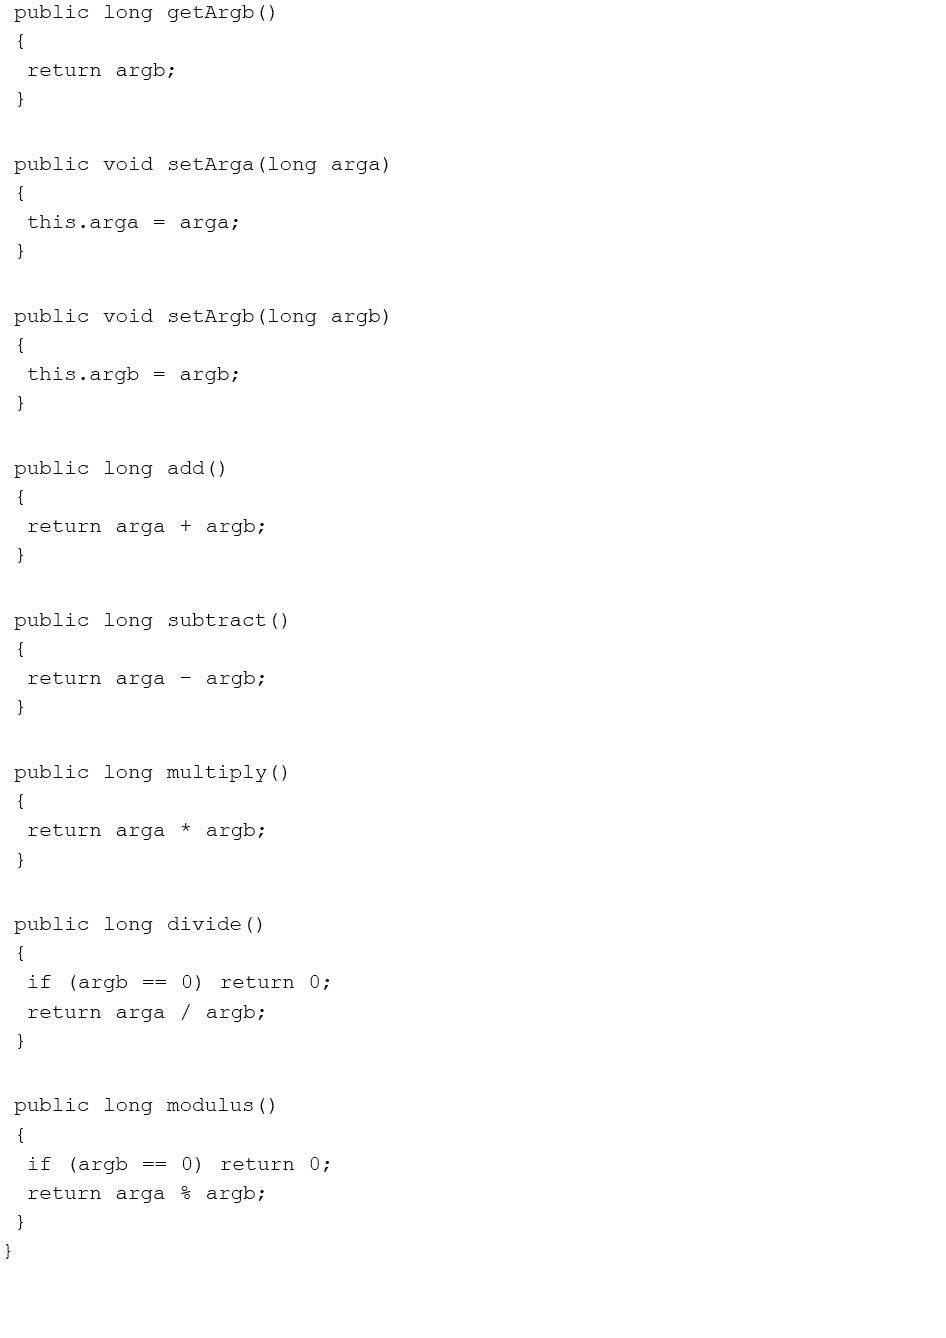 public long getArgb()
{
return argb;
}
public void setArga(long arga)
{
this.arga = arga;
}
public void setArgb(long argb)
{
this.argb = argb;
}
public long add()
{
return arga + argb;
}
public long subtract()
{
return arga - argb;
}
public long multiply()
{
return arga * argb;
}
public long divide()
{
if (argb == 0) return 0;
return arga / argb;
}
public long modulus()
{
if (argb == 0) return 0;
return arga % argb;
}
}